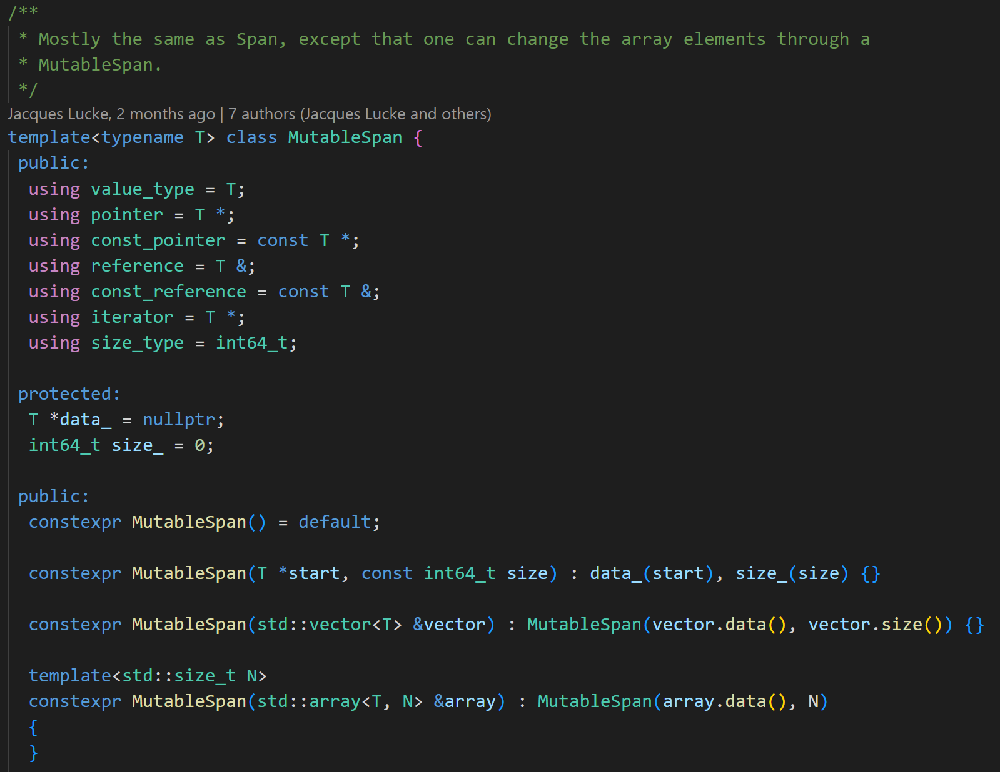 /**
 * Mostly the same as Span, except that one can change the array elements through a
 * MutableSpan.
 */
Jacques Lucke, 2 months ago | 7 authors (Jacques Lucke and others)
template<typename T> class MutableSpan {
 public:
  using value_type = T;
  using pointer = T *;
  using const_pointer = const T *;
  using reference = T &;
  using const_reference = const T &;
  using iterator = T *;
  using size_type = int64_t;

 protected:
  T *data_ = nullptr;
  int64_t size_ = 0;

 public:
  constexpr MutableSpan() = default;

  constexpr MutableSpan(T *start, const int64_t size) : data_(start), size_(size) {}

  constexpr MutableSpan(std::vector<T> &vector) : MutableSpan(vector.data(), vector.size()) {}

  template<std::size_t N>
  constexpr MutableSpan(std::array<T, N> &array) : MutableSpan(array.data(), N)
  {
  }